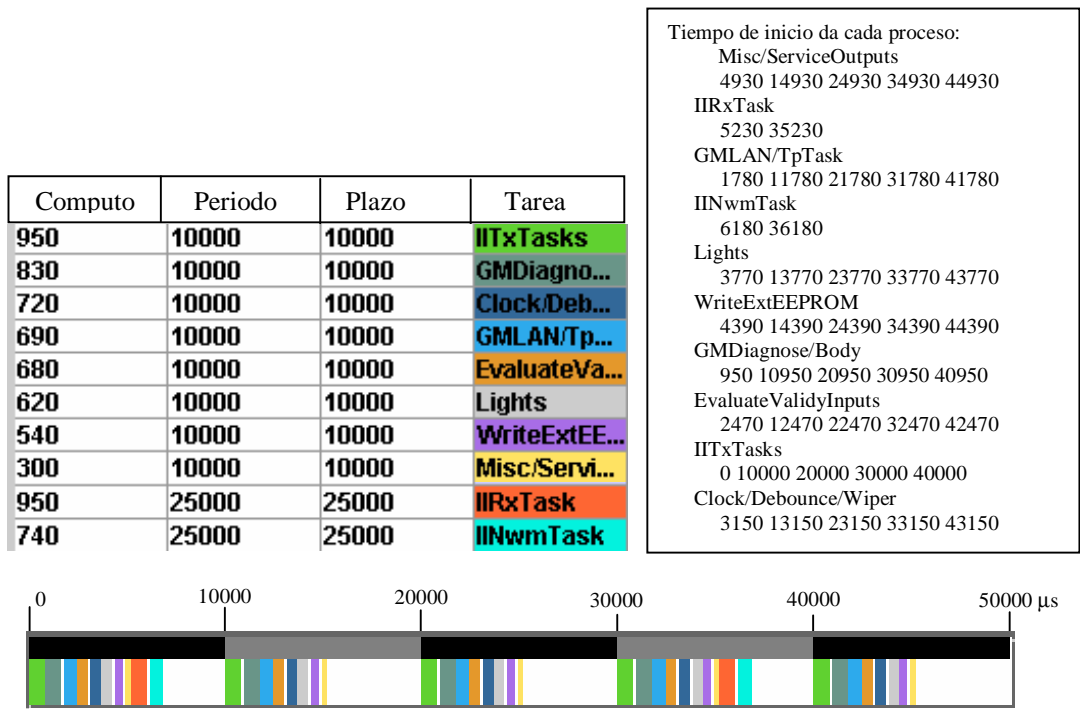 Tiempo de inicio da cada proceso:
Misc/ServiceOutputs
4930 14930 24930 34930 44930
IIRxTask
5230 35230
GMLAN/TpTask
1780 11780 21780 31780 41780
IINwmTask
6180 36180
Lights
3770 13770 23770 33770 43770
WriteExtEEPROM
4390 14390 24390 34390 44390
GMDiagnose/Body
950 10950 20950 30950 40950
EvaluateValidyInputs
2470 12470 22470 32470 42470
IITxTasks
0 10000 20000 30000 40000
Clock/Debounce/Wiper
3150 13150 23150 33150 43150
Computo Periodo Plazo Tarea
950 10000 10000 IITxTasks
830 10000 10000 GMDiagno...
720 10000 10000 Clock/Deb...
690 10000 10000 GMLAN/Tp...
680 10000 10000 EvaluateVa...
620 10000 10000 Lights
540 10000 10000 WriteExtEE...
300 10000 10000 Misc/Servi...
950 25000 25000 IIRxTask
740 25000 25000 IINwmTask
0 10000 20000 30000 40000 50000 µs